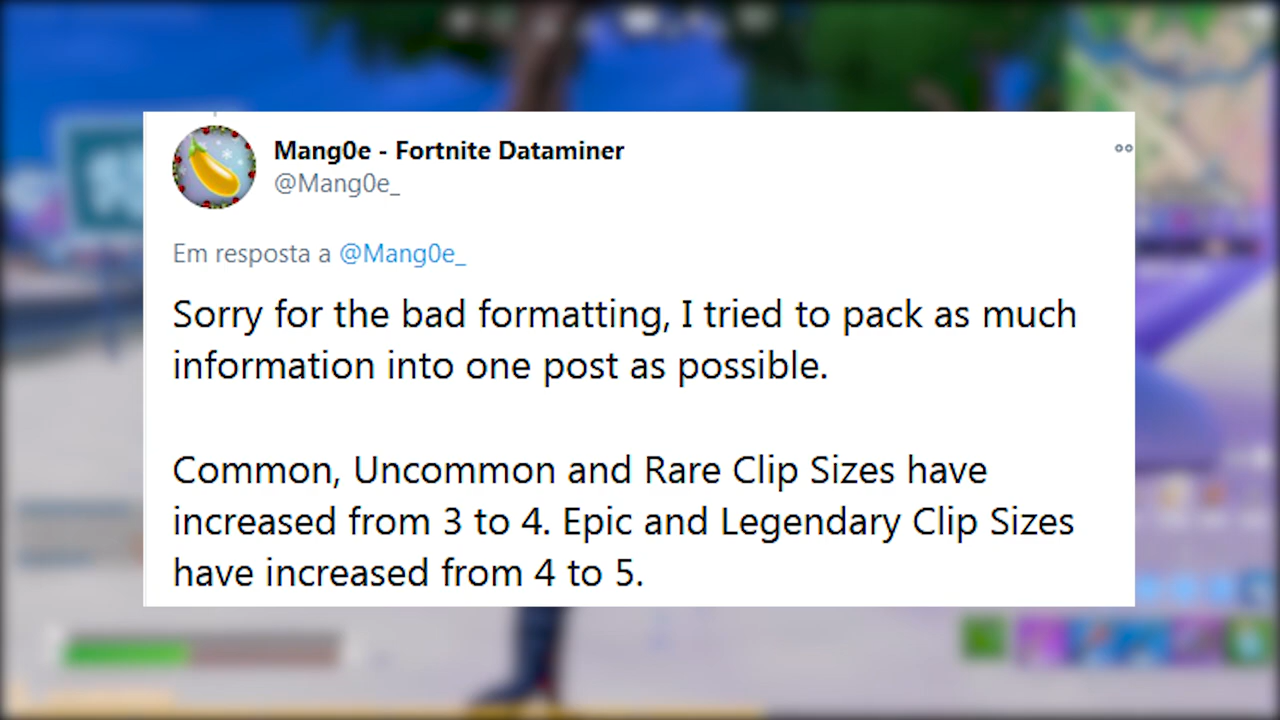 Mang0e - Fortnite Dataminer
@Mang0e_
Em resposta a @Mang0e_
Sorry for the bad formatting, I tried to pack as much
information into one post as possible.
Common, Uncommon and Rare Clip Sizes have
increased from 3 to 4. Epic and Legendary Clip Sizes
have increased from 4 to 5.